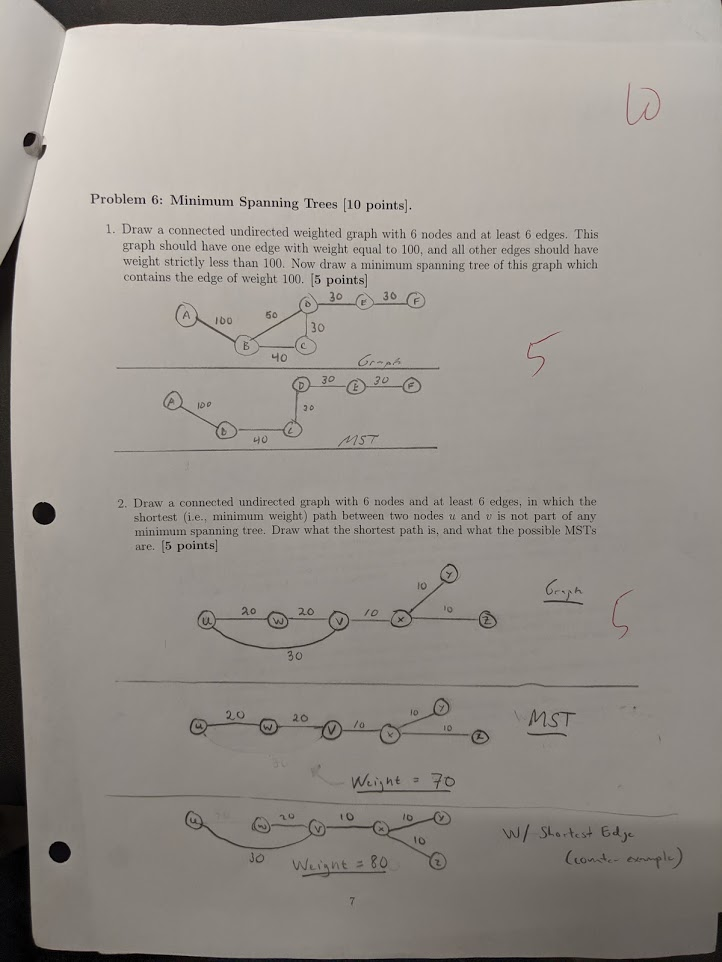 10
Problem 6: Minimum Spanning Trees [10 points].
1. Draw a connected undirected weighted graph with 6 nodes and at least 6 edges. This
graph should have one edge with weight equal to 100, and all other edges should have
weight strictly less than 100. Now draw a minimum spanning tree of this graph which
contains the edge of weight 100. [5 points]
D 30 E 30 F
A 100 50 30
B 40 C
Graph
5
D 30 E 30 F
A 100
B 40 C
MST
2. Draw a connected undirected graph with 6 nodes and at least 6 edges, in which the
shortest (i.e., minimum weight) path between two nodes u and v is not part of any
minimum spanning tree. Draw what the shortest path is, and what the possible MSTs
are. [5 points]
10 Y
Graph
u 20 w 20 v 10 x 10 z
5
30
10 Y
u 20 w 20 v 10 x 10 z
MST
Weight = 70
u w 20 v 10 x 10 Y
10 z
30
Weight = 80
W/ Shortest Edge
(counter example)
7